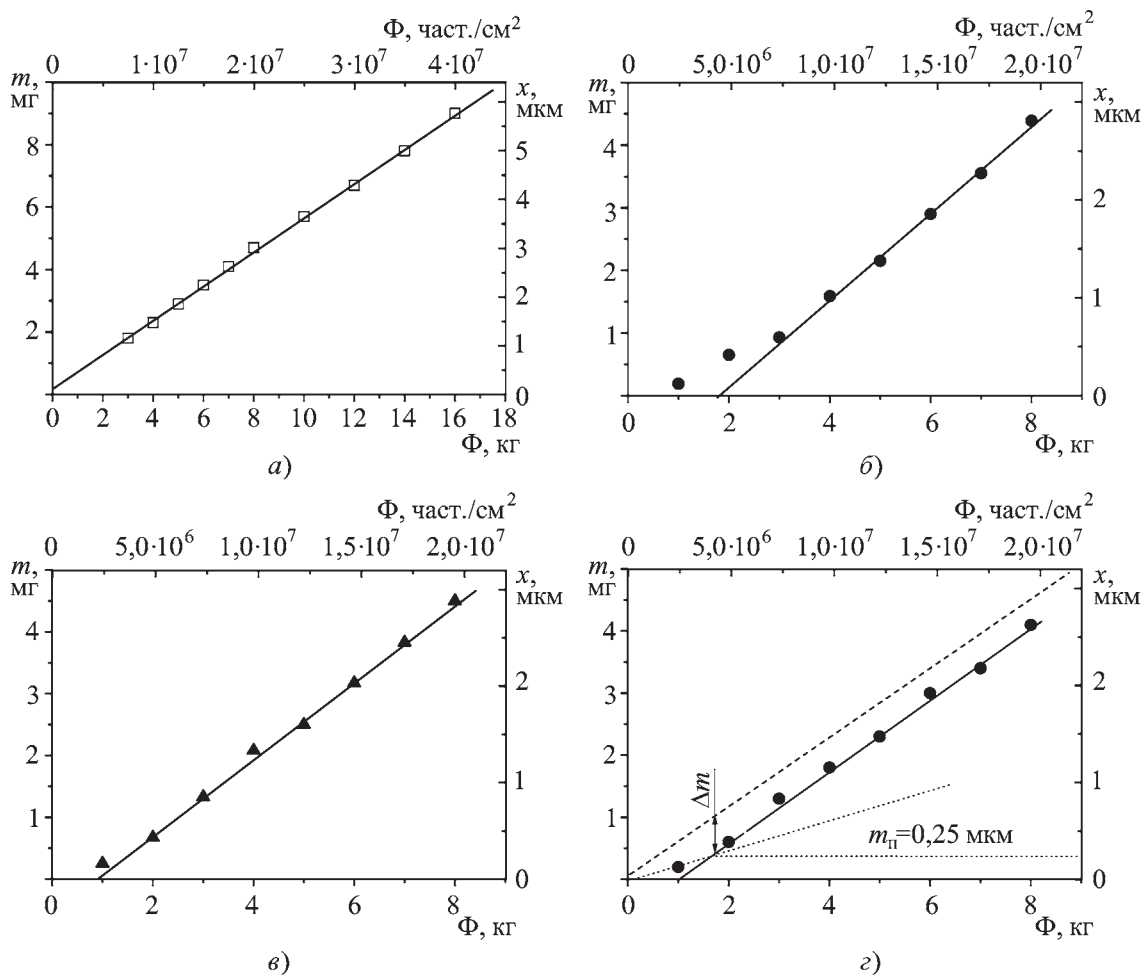 Φ, част./см²
0 1·10⁷ 2·10⁷ 3·10⁷ 4·10⁷
m, мг
x, мкм
8
6
4
2
5
4
3
2
1
0
0 2 4 6 8 10 12 14 16 18
Φ, кг
а)
Φ, част./см²
0 5,0·10⁶ 1,0·10⁷ 1,5·10⁷ 2,0·10⁷
m, мг
x, мкм
4
3
2
1
2
1
0
0 2 4 6 8
Φ, кг
б)
Φ, част./см²
0 5,0·10⁶ 1,0·10⁷ 1,5·10⁷ 2,0·10⁷
m, мг
x, мкм
4
3
2
1
2
1
0
0 2 4 6 8
Φ, кг
в)
Φ, част./см²
0 5,0·10⁶ 1,0·10⁷ 1,5·10⁷ 2,0·10⁷
m, мг
x, мкм
4
3
2
1
2
1
0
Δm
mп=0,25 мкм
0 2 4 6 8
Φ, кг
г)